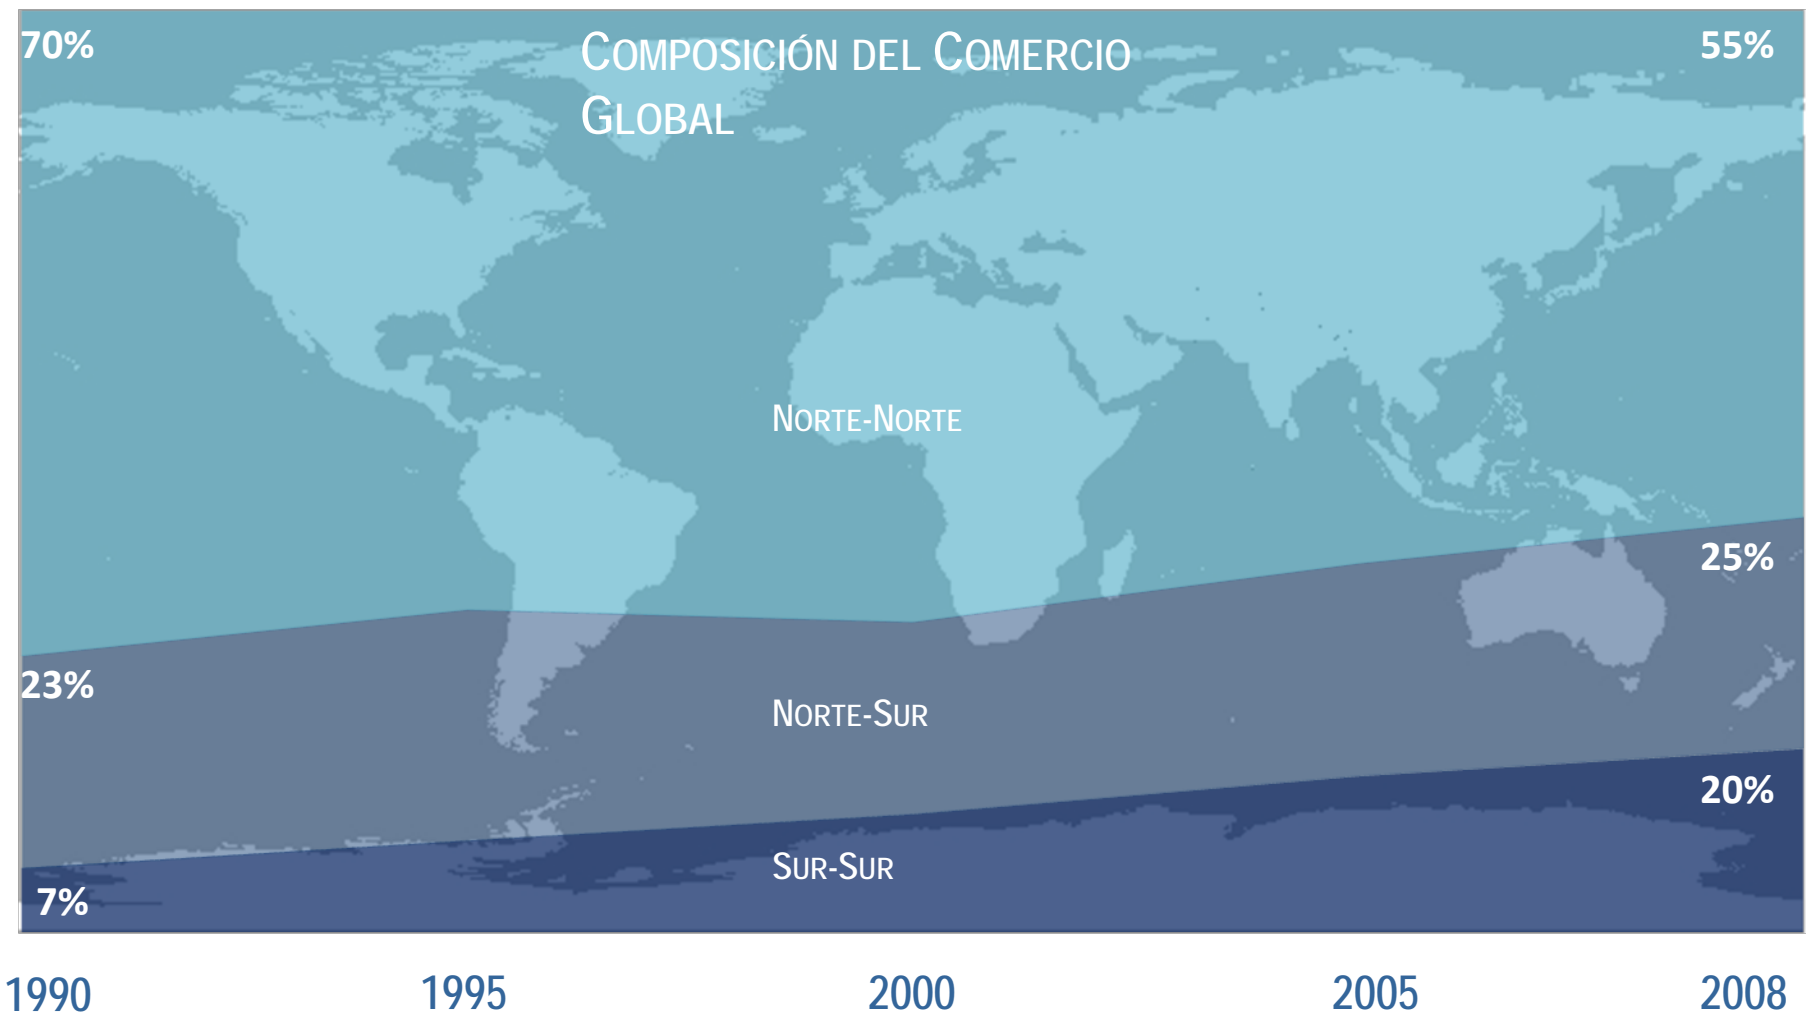 70%
COMPOSICIÓN DEL COMERCIO
GLOBAL
55%
NORTE-NORTE
25%
23%
NORTE-SUR
20%
SUR-SUR
7%
1990 1995 2000 2005 2008